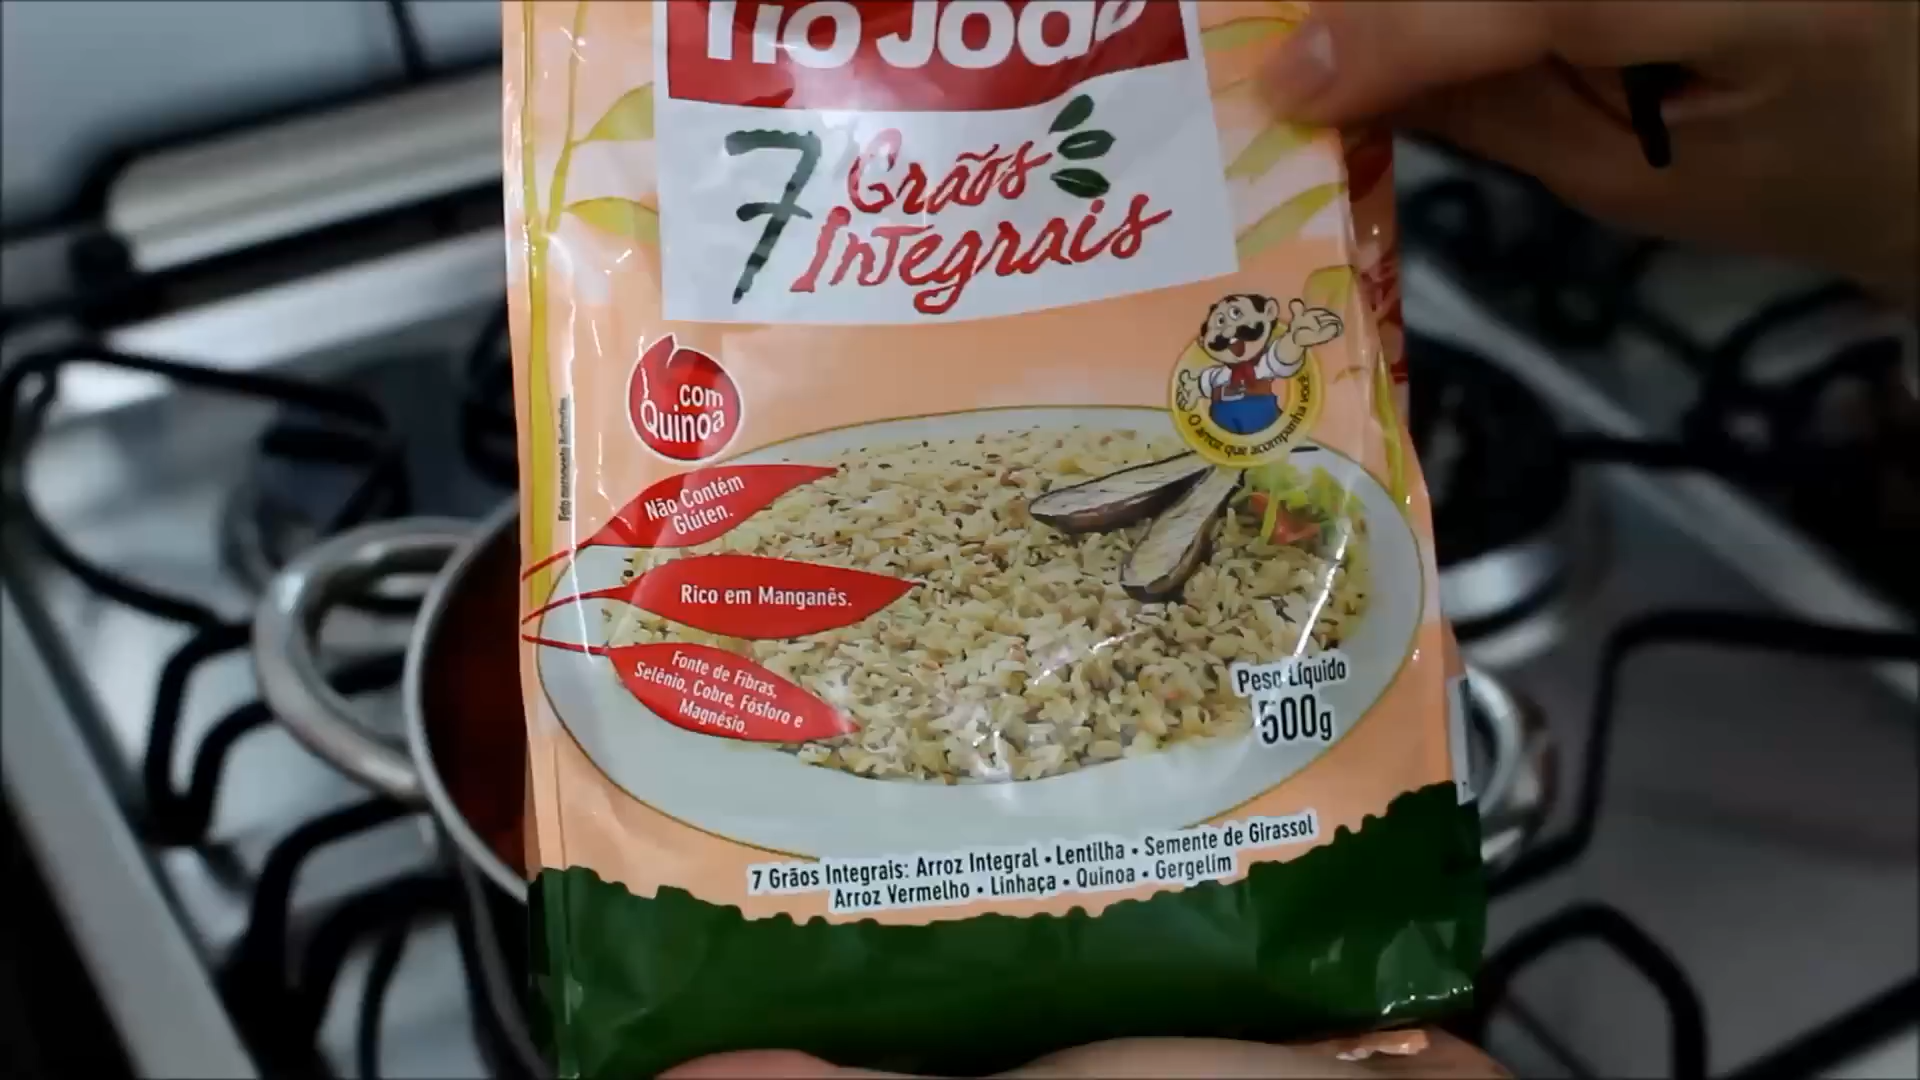 Tio João
7 Grãos
Integrais
com
Quinoa
O arroz que acompanha você
Não Contém
Glúten.
Rico em Manganês.
Fonte de Fibras,
Selênio, Cobre, Fósforo e
Magnésio.
Peso Líquido
500g
7 Grãos Integrais: Arroz Integral • Lentilha • Semente de Girassol
Arroz Vermelho • Linhaça • Quinoa • Gergelim